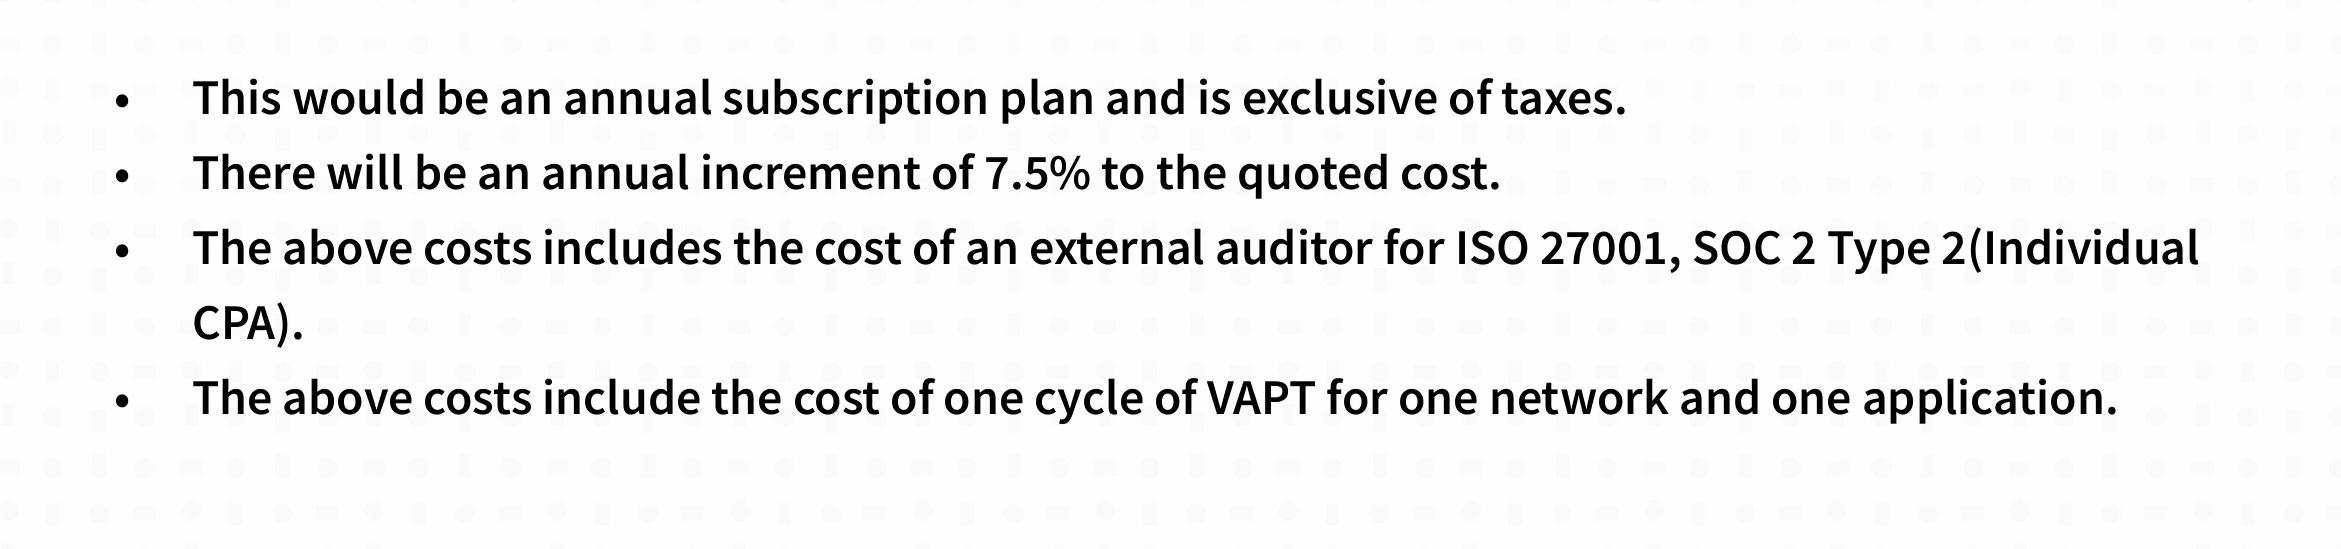 • This would be an annual subscription plan and is exclusive of taxes.
• There will be an annual increment of 7.5% to the quoted cost.
• The above costs includes the cost of an external auditor for ISO 27001, SOC 2 Type 2(Individual
CPA).
• The above costs include the cost of one cycle of VAPT for one network and one application.